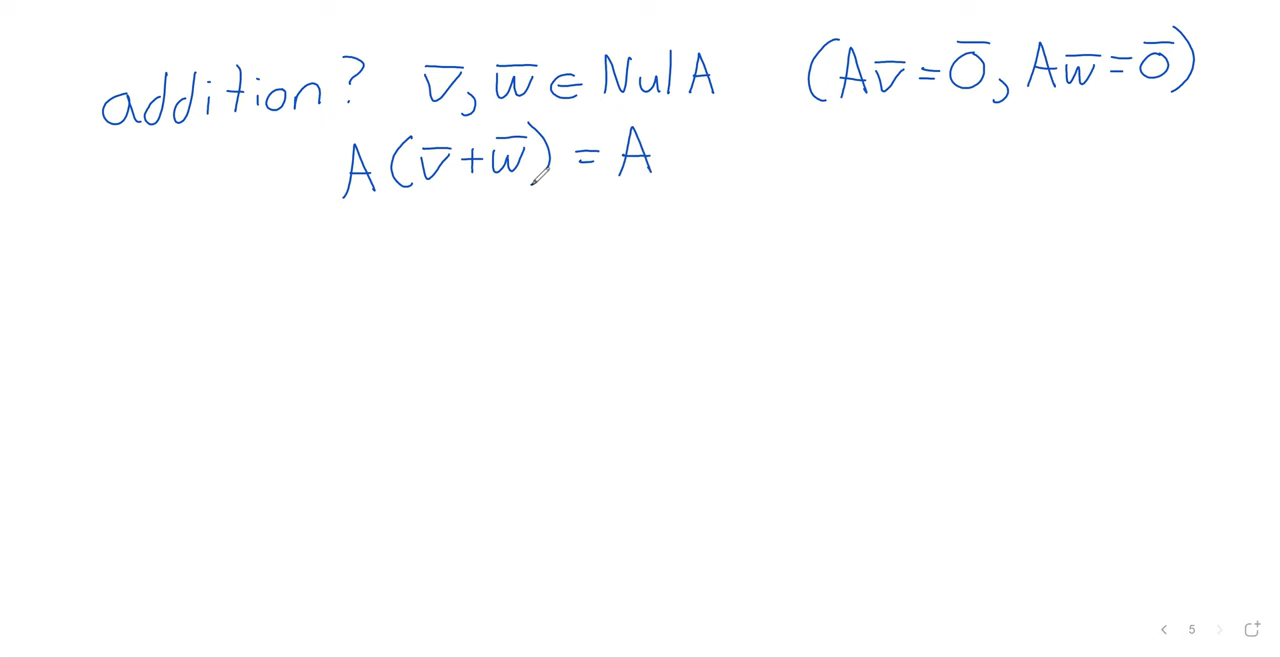 addition? v̅, w̅ ∈ Nul A (Av̅ = 0̅, Aw̅ = 0̅)
A(v̅ + w̅) = A
5